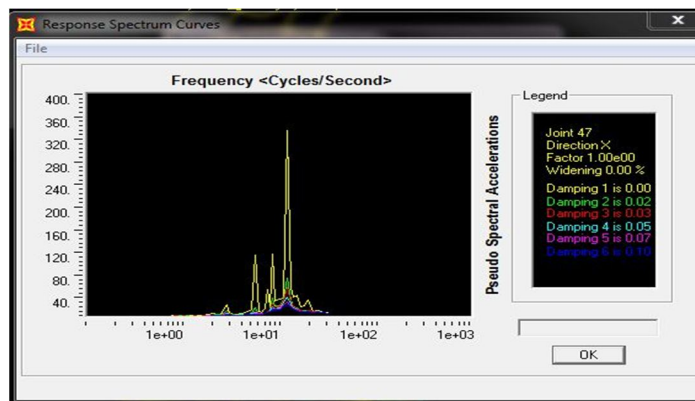 Response Spectrum Curves
File
Frequency <Cycles/Second>
400.
360.
320.
280.
240.
200.
160.
120.
80.
40.
1e+00
1e+01
1e+02
1e+03
Pseudo Spectral Accelerations
Legend
Joint 47
Direction X
Factor 1.00e00
Widening 0.00 %
Damping 1 is 0.00
Damping 2 is 0.02
Damping 3 is 0.03
Damping 4 is 0.05
Damping 5 is 0.07
Damping 6 is 0.10
OK